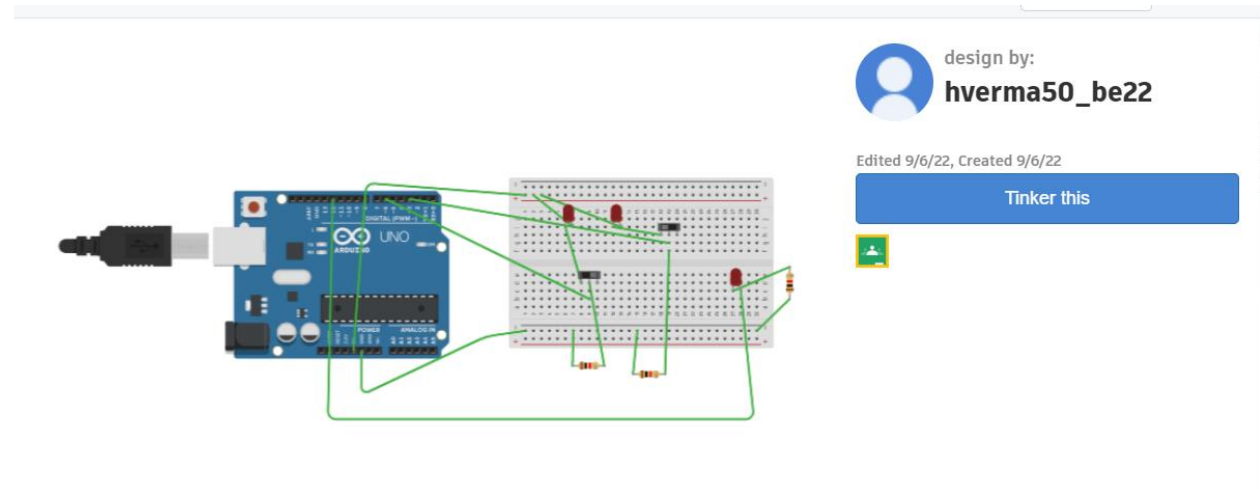 design by:
hverma50_be22
Edited 9/6/22, Created 9/6/22
Tinker this
DIGITAL (PWM~)
UNO
ARDUINO
POWER
ANALOG IN